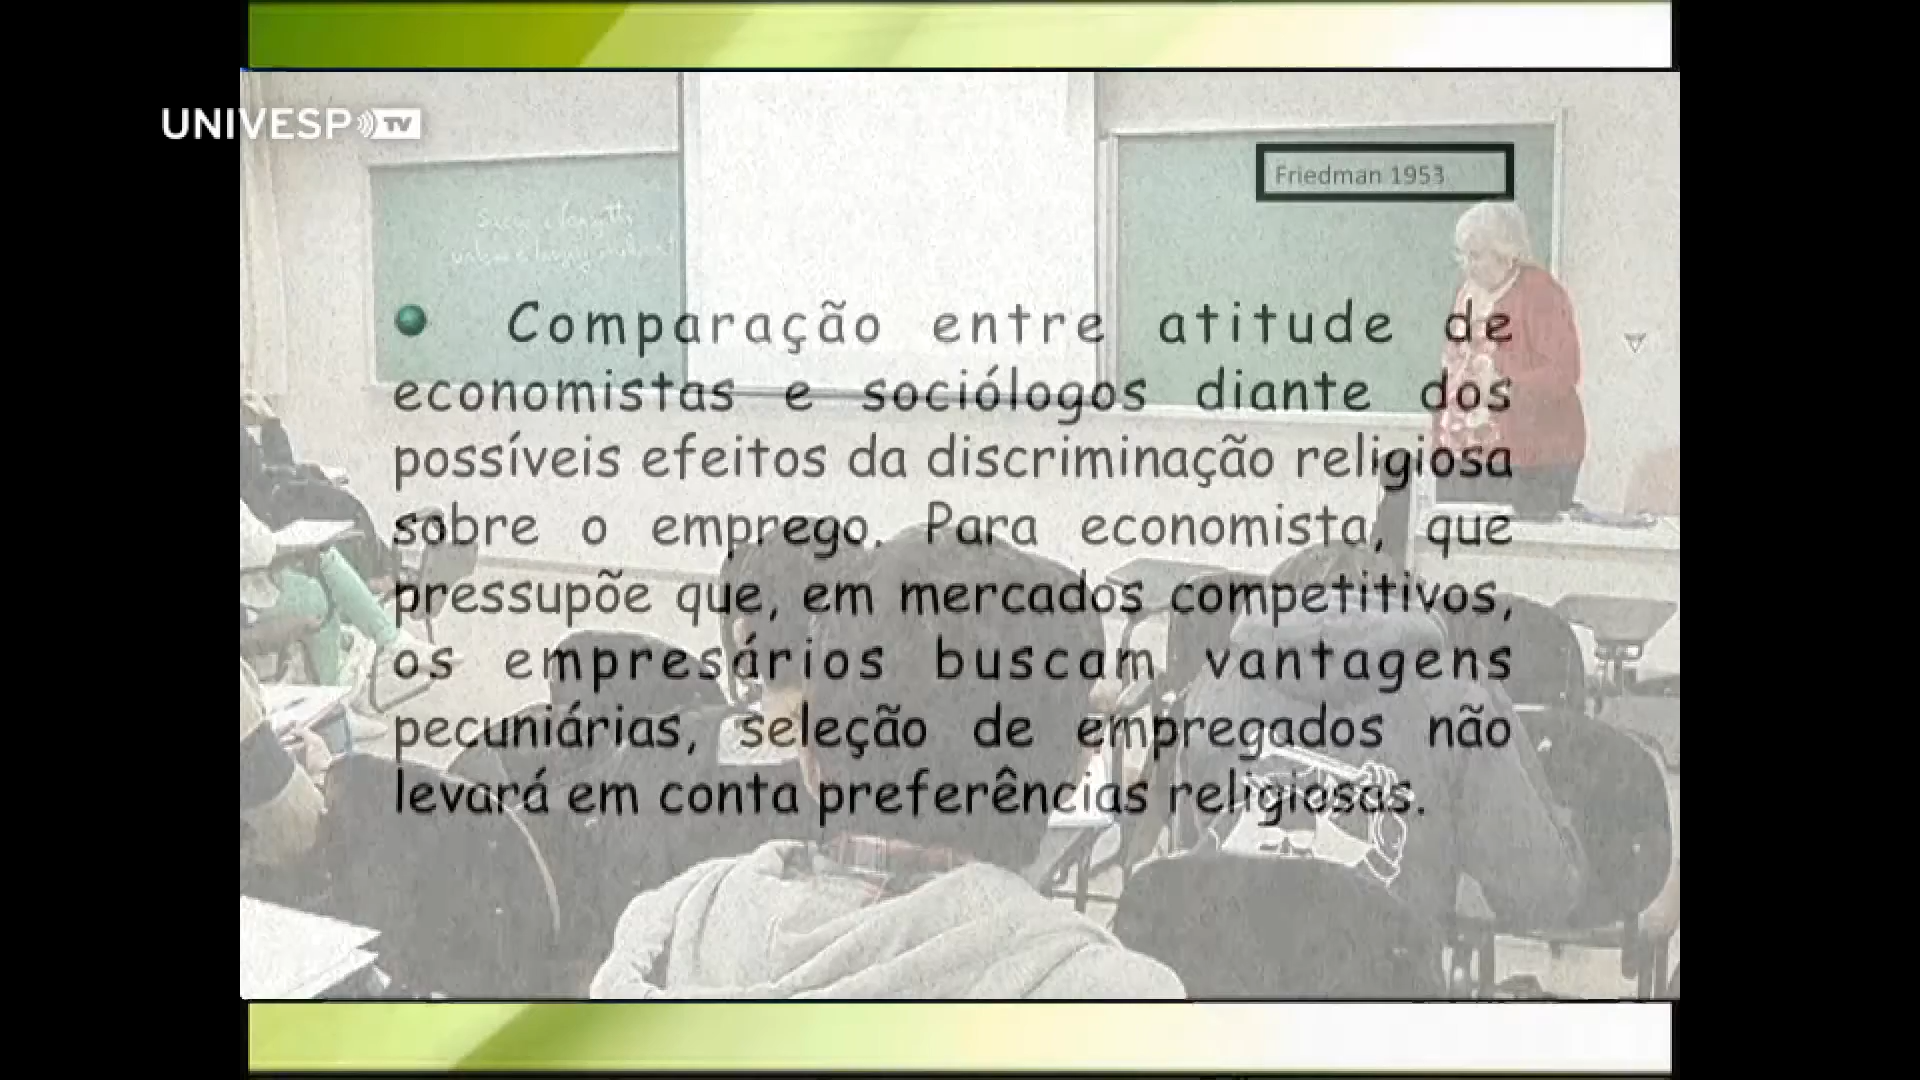 UNIVESP TV
Friedman 1953
Comparação entre atitude de
economistas e sociólogos diante dos
possíveis efeitos da discriminação religiosa
sobre o emprego. Para economista, que
pressupõe que, em mercados competitivos,
os empresários buscam vantagens
pecuniárias, seleção de empregados não
levará em conta preferências religiosas.